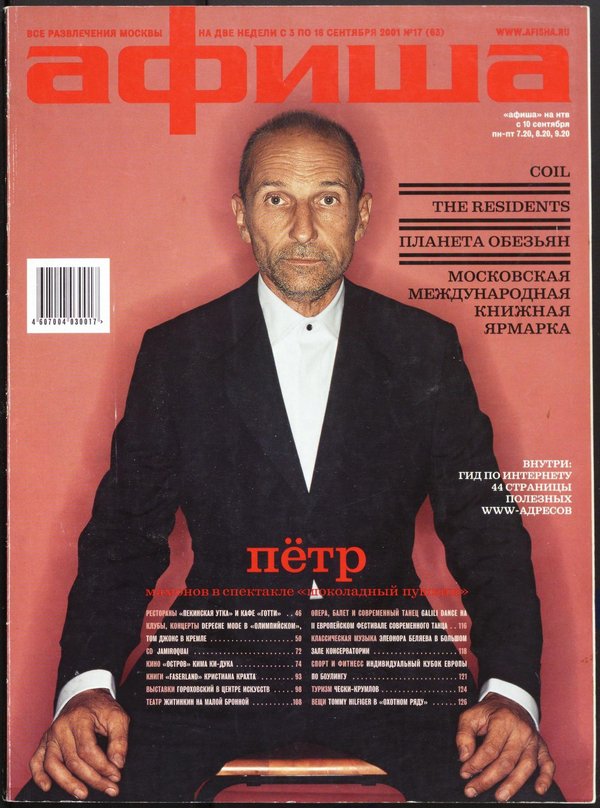 ВСЕ РАЗВЛЕЧЕНИЯ МОСКВЫ НА ДВЕ НЕДЕЛИ С 3 ПО 16 СЕНТЯБРЯ 2001 №17 (63) WWW.AFISHA.RU
афиша
«афиша» на нтв
с 10 сентября
пн-пт 7.20, 8.20, 9.20
COIL
THE RESIDENTS
ПЛАНЕТА ОБЕЗЬЯН
МОСКОВСКАЯ
МЕЖДУНАРОДНАЯ
КНИЖНАЯ
ЯРМАРКА
4 607004 030017 >
ВНУТРИ:
ГИД ПО ИНТЕРНЕТУ
44 СТРАНИЦЫ
ПОЛЕЗНЫХ
WWW-АДРЕСОВ
пётр
мамонов в спектакле «шоколадный пушкин»
РЕСТОРАНЫ «ПЕКИНСКАЯ УТКА» И КАФЕ «ГОТТИ» . . 46
КЛУБЫ, КОНЦЕРТЫ DEPECHE MODE В «ОЛИМПИЙСКОМ»,
ТОМ ДЖОНС В КРЕМЛЕ 50
CD JAMIROQUAI 72
КИНО «ОСТРОВ» КИМА КИ-ДУКА 74
КНИГИ «FASERLAND» КРИСТИАНА КРАХТА 93
ВЫСТАВКИ ГОРОХОВСКИЙ В ЦЕНТРЕ ИСКУССТВ 98
ТЕАТР ЖИТИНКИН НА МАЛОЙ БРОННОЙ 108
ОПЕРА, БАЛЕТ И СОВРЕМЕННЫЙ ТАНЕЦ GALILI DANCE НА
II ЕВРОПЕЙСКОМ ФЕСТИВАЛЕ СОВРЕМЕННОГО ТАНЦА . . 116
КЛАССИЧЕСКАЯ МУЗЫКА ЭЛЕОНОРА БЕЛЯЕВА В БОЛЬШОМ
ЗАЛЕ КОНСЕРВАТОРИИ 118
СПОРТ И ФИТНЕСС ИНДИВИДУАЛЬНЫЙ КУБОК ЕВРОПЫ
ПО БОУЛИНГУ 121
ТУРИЗМ ЧЕСКИ-КРУМЛОВ 124
ВЕЩИ TOMMY HILFIGER В «ОХОТНОМ РЯДУ» 126